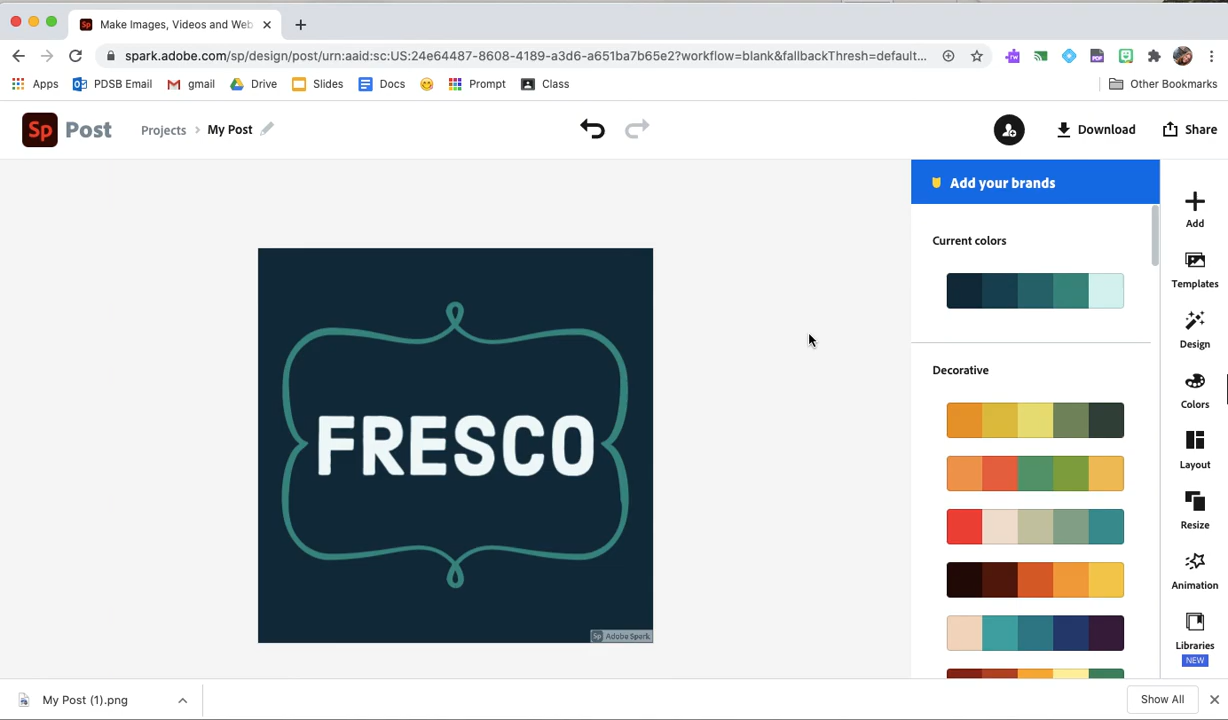 Make Images, Videos and Web
spark.adobe.com/sp/design/post/urn:aaid:sc:US:24e64487-8608-4189-a3d6-a651ba7b65e2?workflow=blank&fallbackThresh=default...
Apps PDSB Email gmail Drive Slides Docs Prompt Class Other Bookmarks
Sp Post Projects > My Post Download Share
Add your brands
Add
Current colors
Templates
Design
Decorative
Colors
FRESCO
Layout
Resize
Animation
Sp Adobe Spark
Libraries
NEW
My Post (1).png Show All